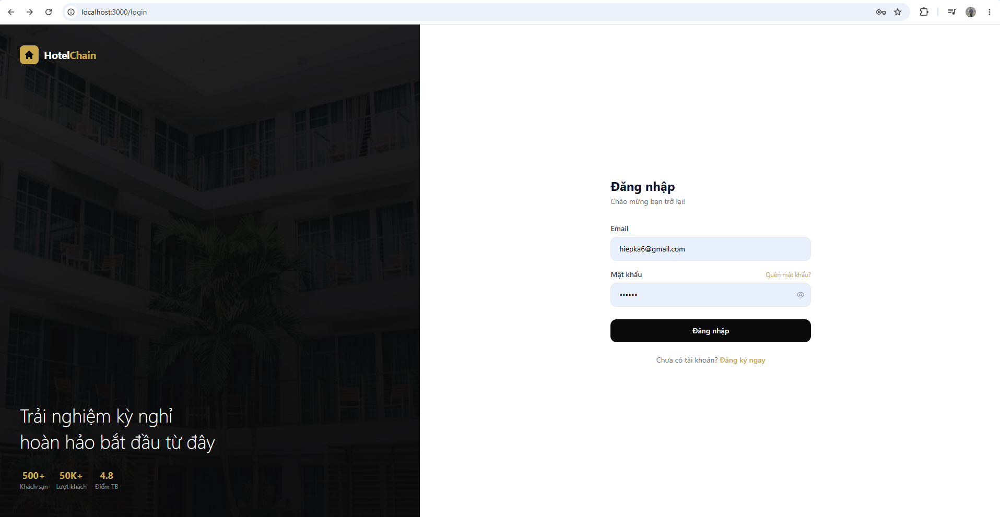 localhost:3000/login
HotelChain
Trải nghiệm kỳ nghỉ
hoàn hảo bắt đầu từ đây
500+ 50K+ 4.8
Khách sạn Lượt khách Điểm TB
Đăng nhập
Chào mừng bạn trở lại!
Email
hiepka6@gmail.com
Mật khẩu Quên mật khẩu?
••••••
Đăng nhập
Chưa có tài khoản? Đăng ký ngay